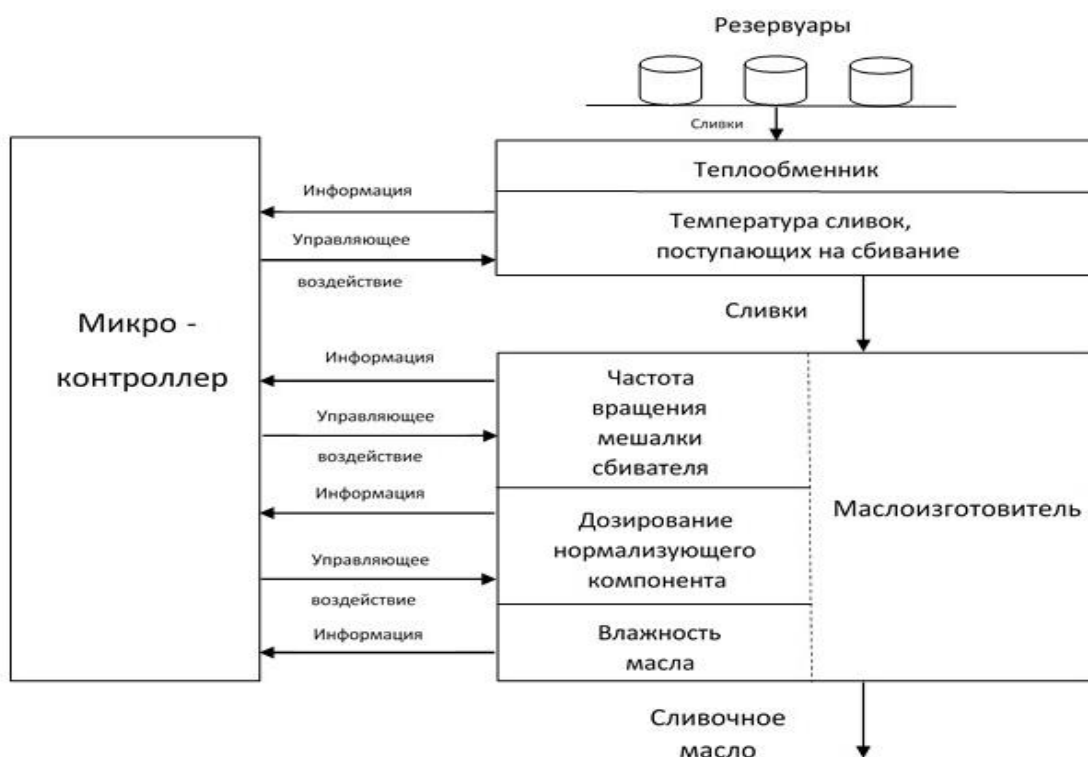 Резервуары
Сливки
Теплообменник
Информация
Температура сливок,
поступающих на сбивание
Управляющее
воздействие
Сливки
Микро -
контроллер
Информация
Частота
вращения
мешалки
сбивателя
Управляющее
воздействие
Информация
Дозирование
нормализующего
компонента
Маслоизготовитель
Управляющее
воздействие
Информация
Влажность
масла
Сливочное
масло